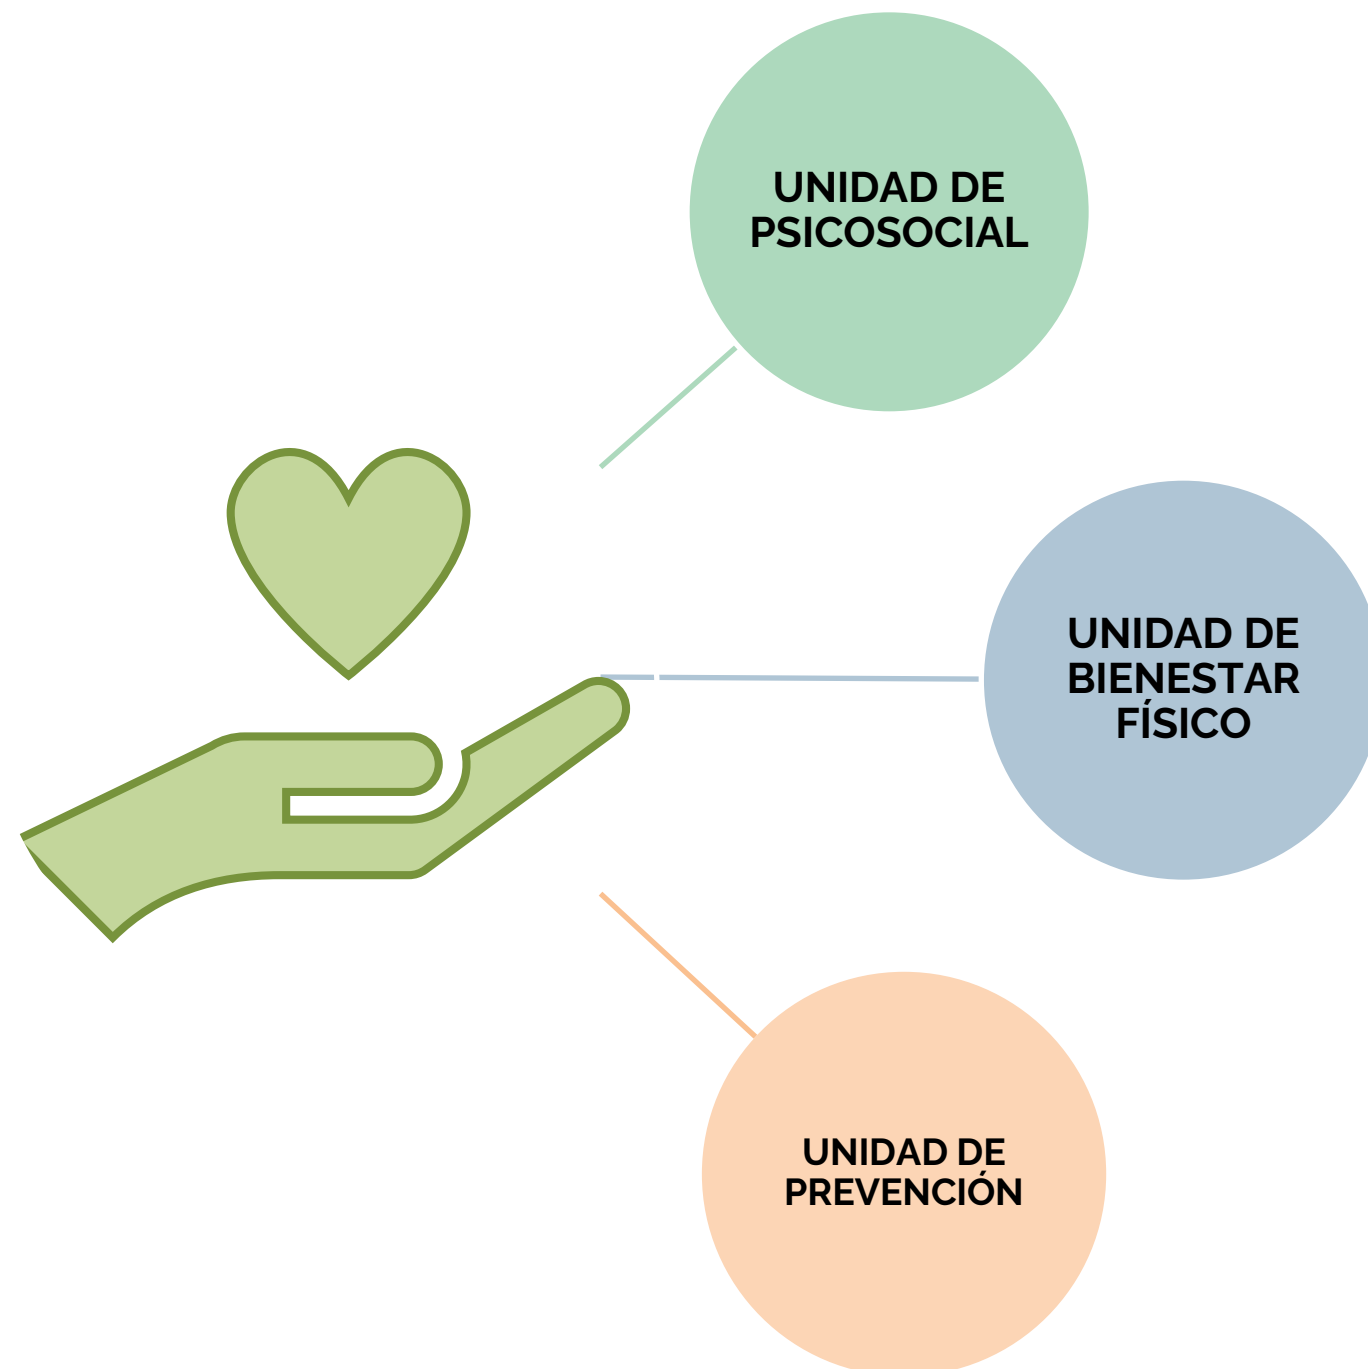 UNIDAD DE
PSICOSOCIAL
UNIDAD DE
BIENESTAR
FÍSICO
UNIDAD DE
PREVENCIÓN